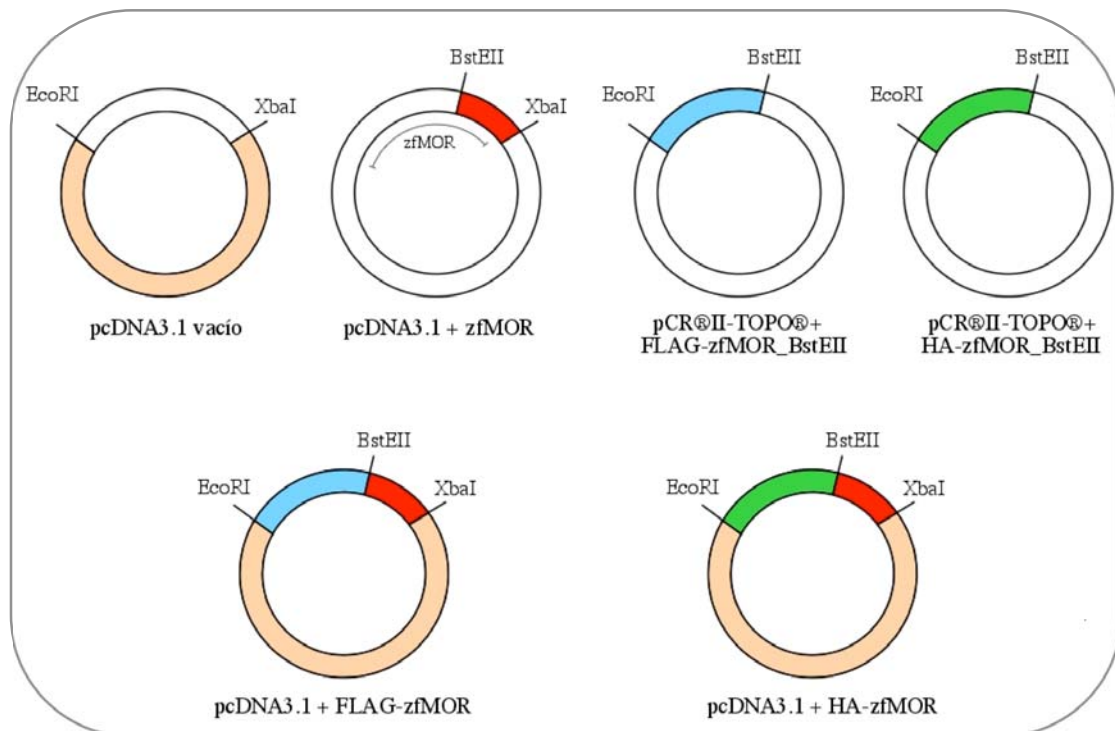 EcoRI
XbaI
pcDNA3.1 vacío
BstEII
XbaI
zfMOR
pcDNA3.1 + zfMOR
BstEII
EcoRI
pCR®II-TOPO®+
FLAG-zfMOR_BstEII
BstEII
EcoRI
pCR®II-TOPO®+
HA-zfMOR_BstEII
BstEII
EcoRI
XbaI
pcDNA3.1 + FLAG-zfMOR
BstEII
EcoRI
XbaI
pcDNA3.1 + HA-zfMOR